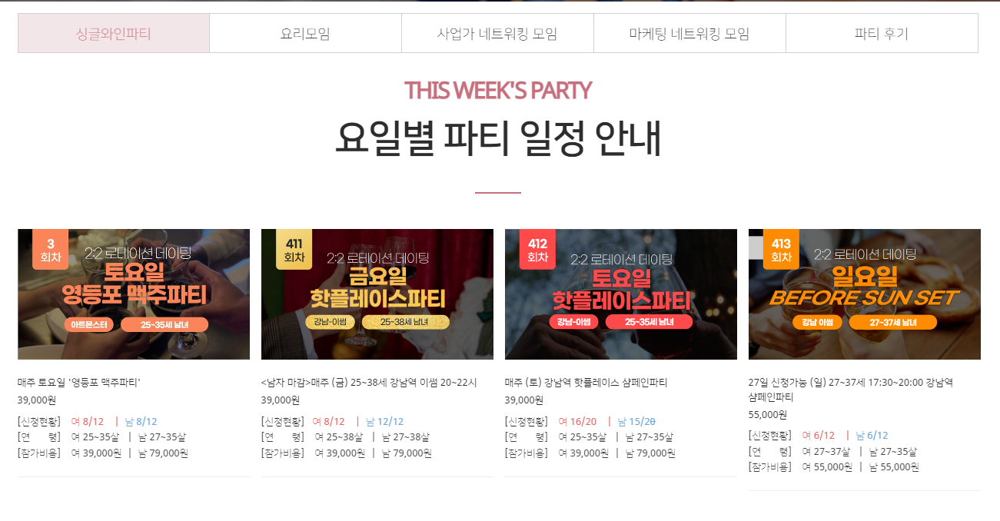 싱글와인파티
요리모임
사업가 네트워킹 모임
마케팅 네트워킹 모임
파티 후기
THIS WEEK'S PARTY
요일별 파티 일정 안내
3
회차
2:2 로테이션 데이팅
토요일
영등포 맥주파티
아트몬스터
25~35세 남녀
매주 토요일 '영등포 맥주파티'
39,000원
[신청현황] 여 8/12 | 남 8/12
[연 령] 여 25~35살 | 남 27~35살
[참가비용] 여 39,000원 | 남 79,000원
411
회차
2:2 로테이션 데이팅
금요일
핫플레이스파티
강남-이썸
25~38세 남녀
<남자 마감>매주 (금) 25~38세 강남역 이썸 20~22시
39,000원
[신청현황] 여 8/12 | 남 12/12
[연 령] 여 25~38살 | 남 27~38살
[참가비용] 여 39,000원 | 남 79,000원
412
회차
2:2 로테이션 데이팅
토요일
핫플레이스파티
강남-이썸
25~35세 남녀
매주 (토) 강남역 핫플레이스 샴페인파티
39,000원
[신청현황] 여 16/20 | 남 15/20
[연 령] 여 25~35살 | 남 27~35살
[참가비용] 여 39,000원 | 남 79,000원
413
회차
2:2 로테이션 데이팅
일요일
BEFORE SUN SET
강남 이썸
27~37세 남녀
27일 신청가능 (일) 27~37세 17:30~20:00 강남역
샴페인파티
55,000원
[신청현황] 여 6/12 | 남 6/12
[연 령] 여 27~37살 | 남 27~35살
[참가비용] 여 55,000원 | 남 55,000원